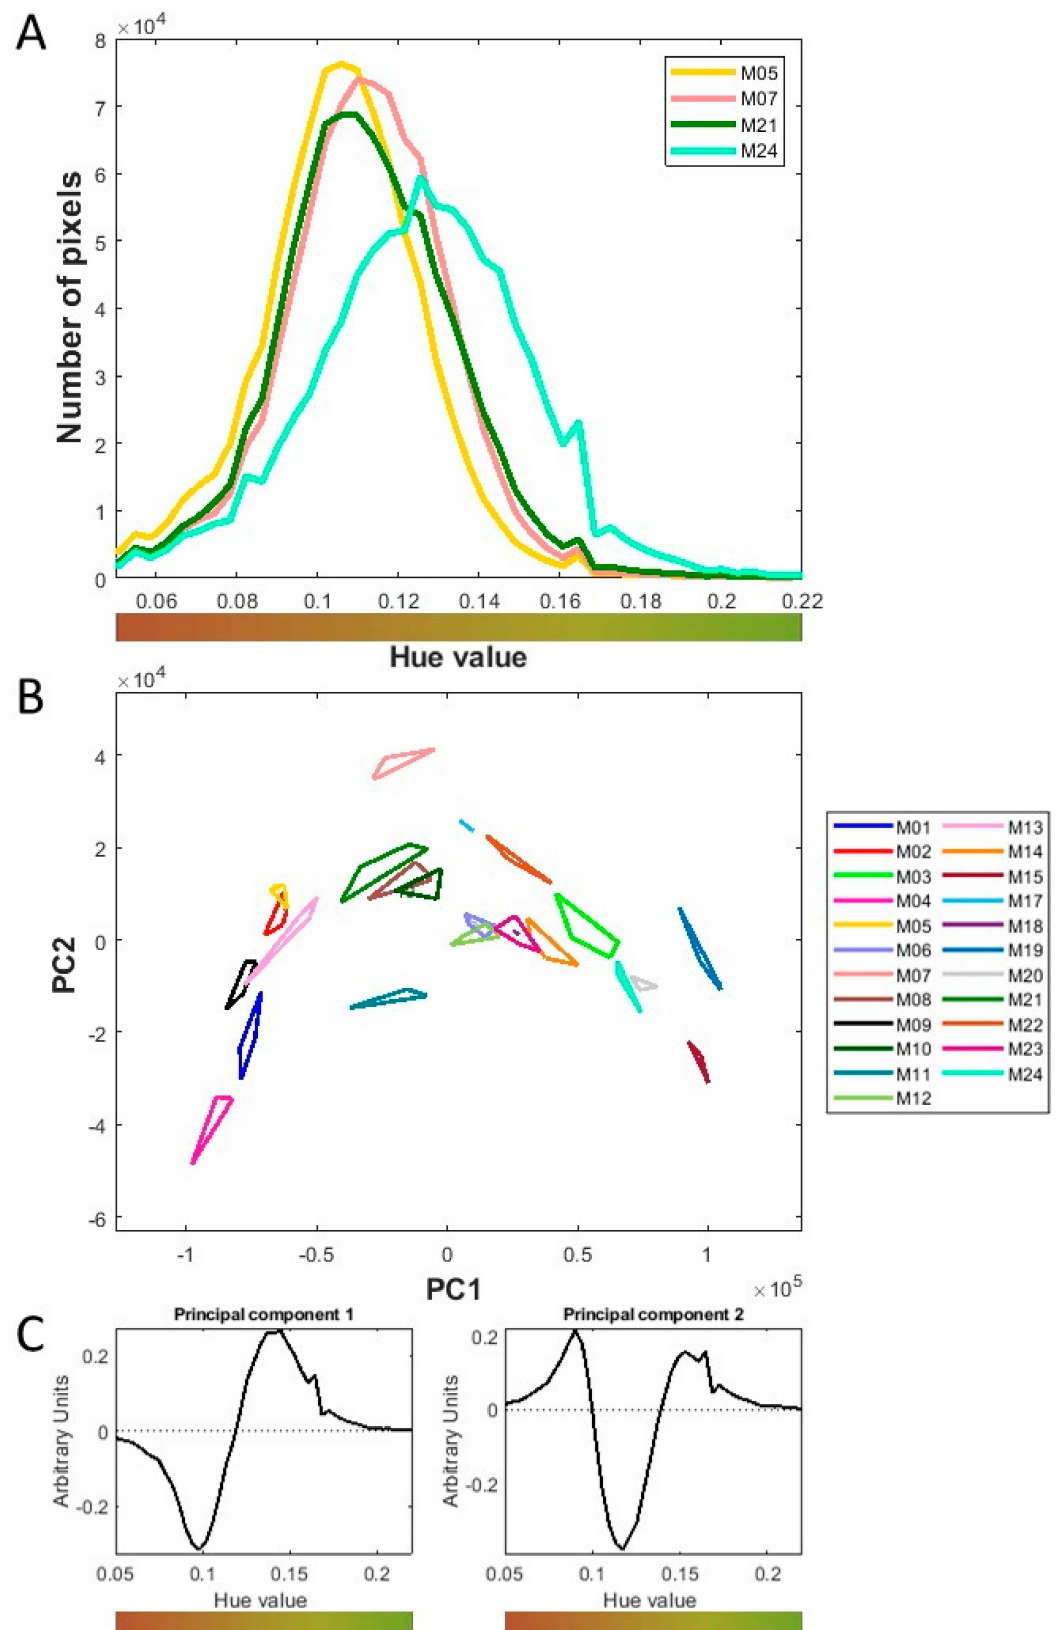 A
×10⁴
8
7
6
5
4
3
2
1
0
Number of pixels
M05
M07
M21
M24
0.06 0.08 0.1 0.12 0.14 0.16 0.18 0.2 0.22
Hue value
B
×10⁴
4
2
0
-2
-4
-6
PC2
-1 -0.5 0 0.5 1
PC1
×10⁵
M01 M13
M02 M14
M03 M15
M04 M17
M05 M18
M06 M19
M07 M20
M08 M21
M09 M22
M10 M23
M11 M24
M12
C
Principal component 1
0.2
0
-0.2
Arbitrary Units
0.05 0.1 0.15 0.2
Hue value
Principal component 2
0.2
0
-0.2
Arbitrary Units
0.05 0.1 0.15 0.2
Hue value